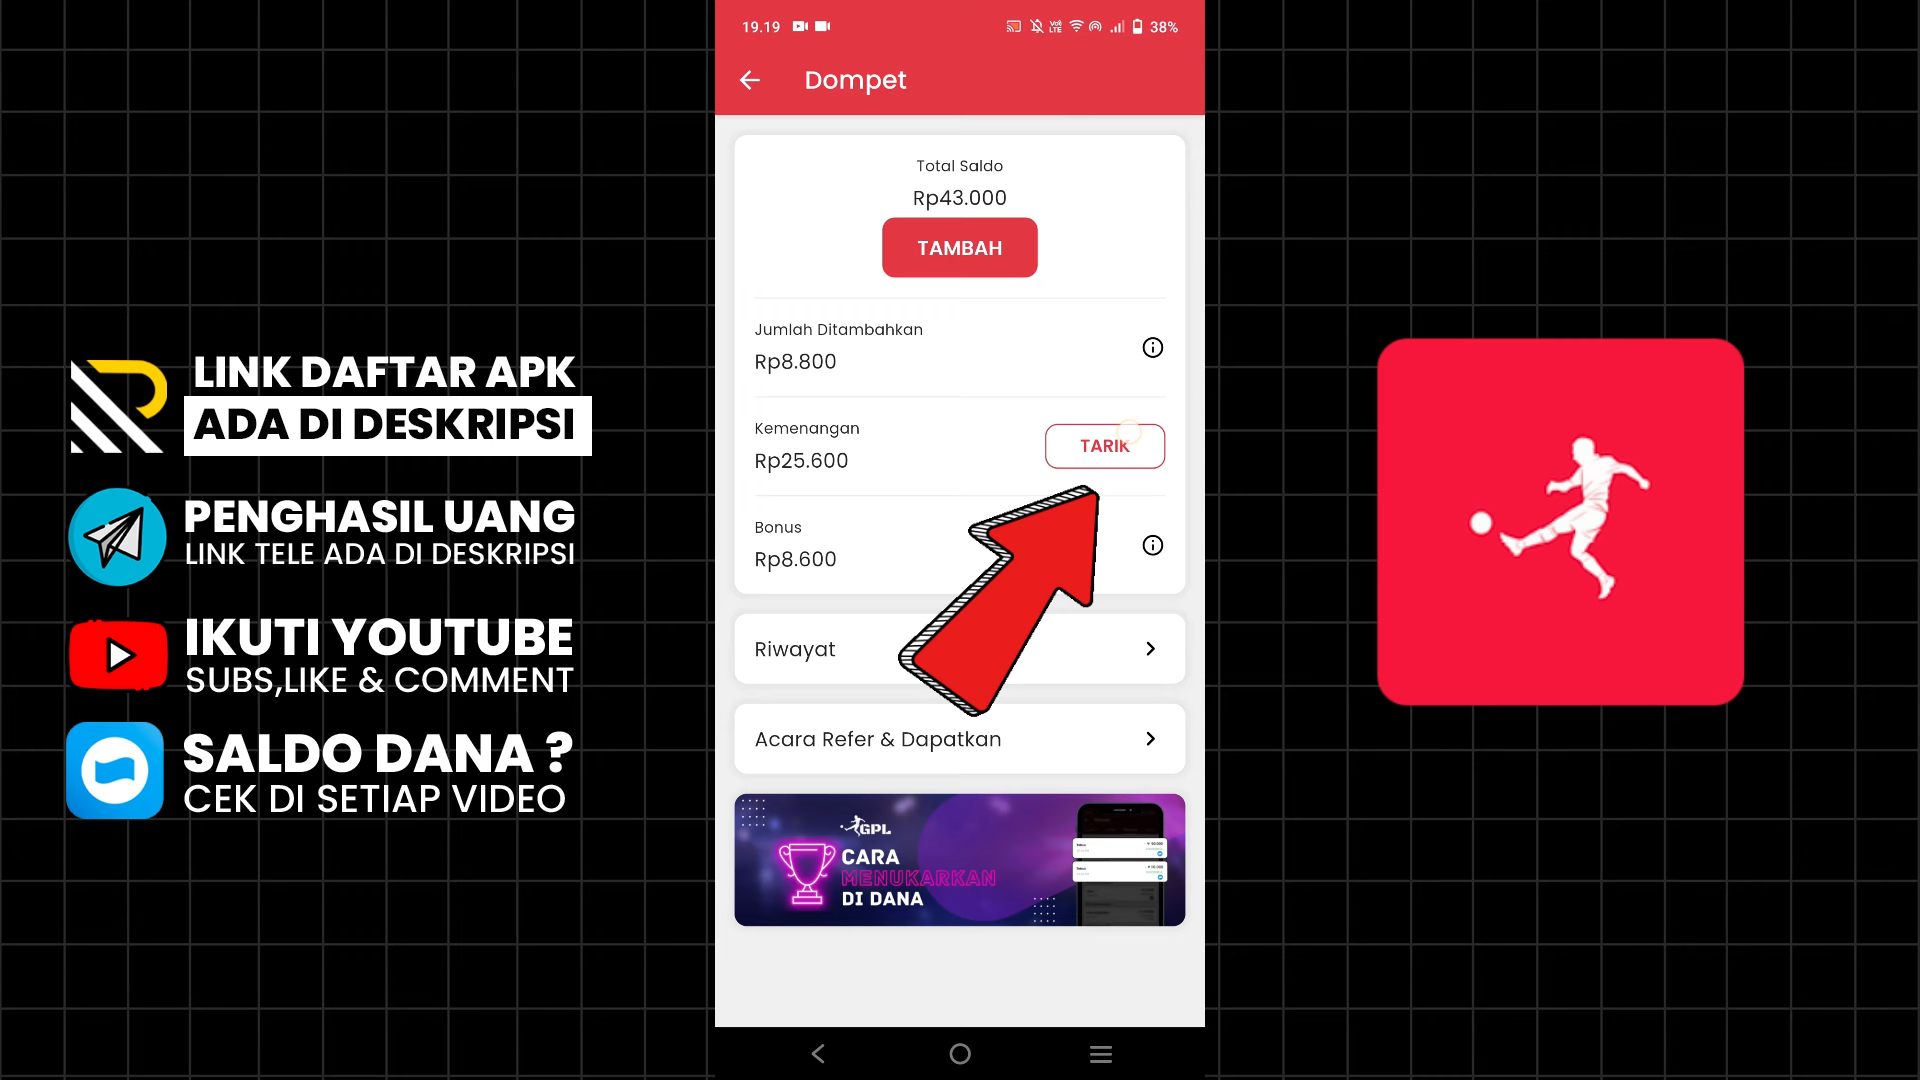 LINK DAFTAR APK
ADA DI DESKRIPSI
PENGHASIL UANG
LINK TELE ADA DI DESKRIPSI
IKUTI YOUTUBE
SUBS,LIKE & COMMENT
SALDO DANA ?
CEK DI SETIAP VIDEO
19.19
38%
Dompet
Total Saldo
Rp43.000
TAMBAH
Jumlah Ditambahkan
Rp8.800
Kemenangan
Rp25.600
TARIK
Bonus
Rp8.600
Riwayat
Acara Refer & Dapatkan
GPL
CARA
MENUKARKAN
DI DANA